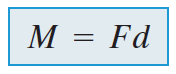 M = Fd